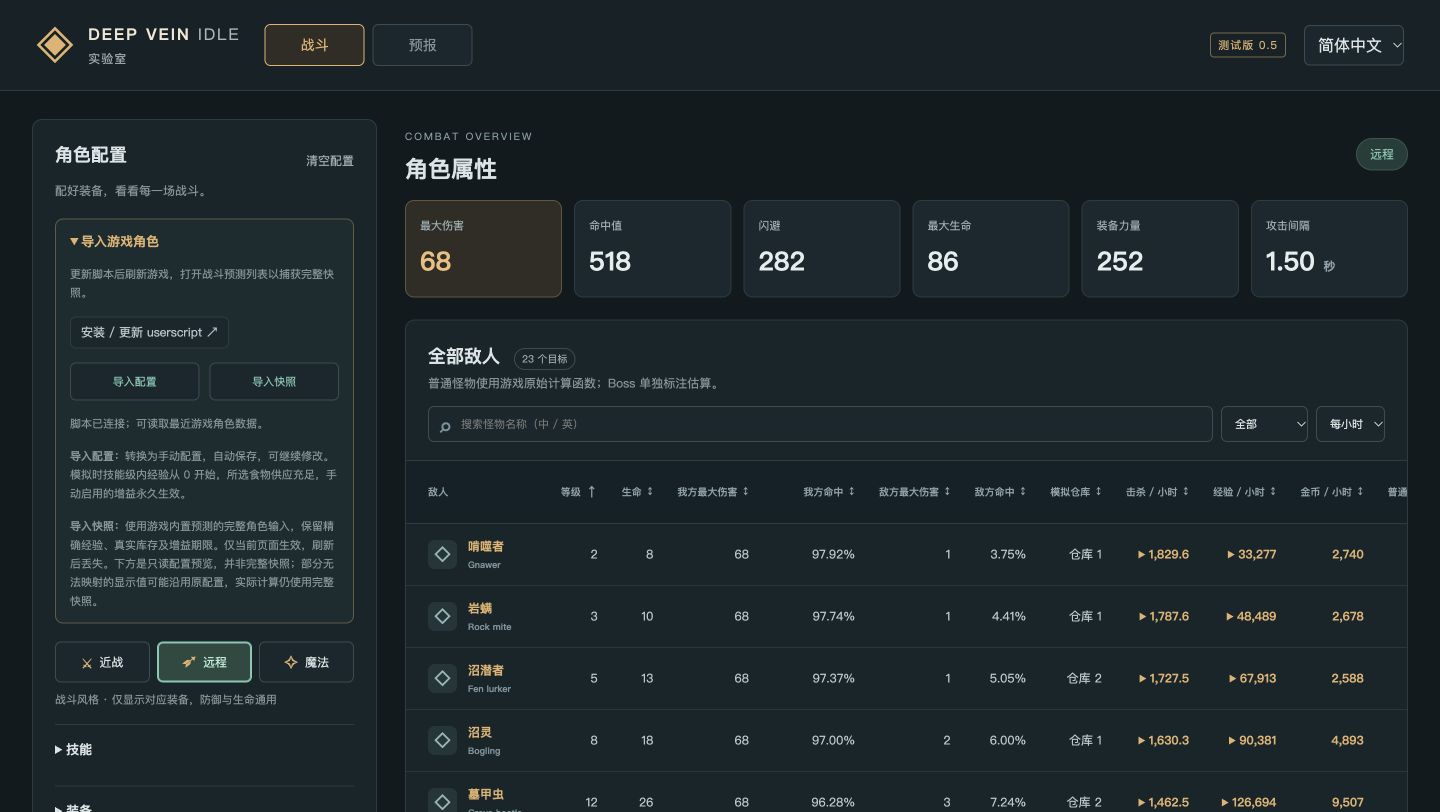 DEEP VEIN IDLE
实验室
战斗
预报
测试版 0.5
简体中文
角色配置
清空配置
配好装备，看看每一场战斗。
▼导入游戏角色
更新脚本后刷新游戏，打开战斗预测列表以捕获完整快
照。
安装 / 更新 userscript ↗
导入配置
导入快照
脚本已连接；可读取最近游戏角色数据。
导入配置：转换为手动配置，自动保存，可继续修改。
模拟时技能级内经验从 0 开始，所选食物供应充足，手
动启用的增益永久生效。
导入快照：使用游戏内置预测的完整角色输入，保留精
确经验、真实库存及增益期限。仅当前页面生效，刷新
后丢失。下方是只读配置预览，并非完整快照；部分无
法映射的显示值可能沿用原配置，实际计算仍使用完整
快照。
近战
远程
魔法
战斗风格 · 仅显示对应装备，防御与生命通用
▶ 技能
▶ 装备
COMBAT OVERVIEW
角色属性
远程
最大伤害
68
命中值
518
闪避
282
最大生命
86
装备力量
252
攻击间隔
1.50 秒
全部敌人 23 个目标
普通怪物使用游戏原始计算函数；Boss 单独标注估算。
搜索怪物名称（中 / 英）
全部
每小时
敌人 等级 ↑ 生命 ↕ 我方最大伤害 ↕ 我方命中 ↕ 敌方最大伤害 ↕ 敌方命中 ↕ 模拟仓库 ↕ 击杀 / 小时 ↕ 经验 / 小时 ↕ 金币 / 小时 ↕ 普通
啃噬者 2 8 68 97.92% 1 3.75% 仓库 1 ▶ 1,829.6 ▶ 33,277 2,740
Gnawer
岩螨 3 10 68 97.74% 1 4.41% 仓库 1 ▶ 1,787.6 ▶ 48,489 2,678
Rock mite
沼潜者 5 13 68 97.37% 1 5.05% 仓库 2 ▶ 1,727.5 ▶ 67,913 2,588
Fen lurker
沼灵 8 18 68 97.00% 2 6.00% 仓库 1 ▶ 1,630.3 ▶ 90,381 4,893
Bogling
墓甲虫 12 26 68 96.28% 3 7.24% 仓库 2 ▶ 1,462.5 ▶ 126,694 9,507